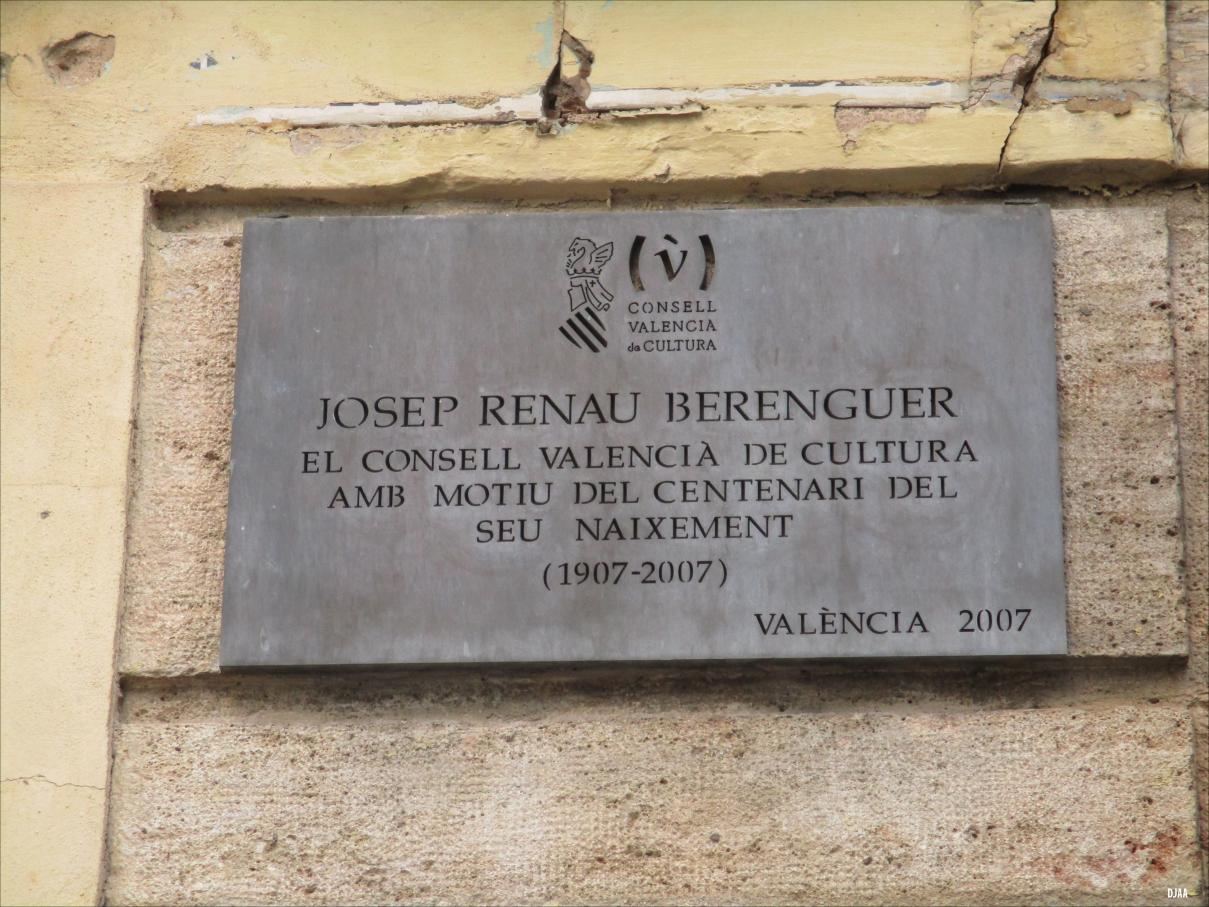 (v̀)
CONSELL
VALENCIA
de CULTURA
JOSEP RENAU BERENGUER
EL CONSELL VALENCIÀ DE CULTURA
AMB MOTIU DEL CENTENARI DEL
SEU NAIXEMENT
(1907-2007)
VALÈNCIA 2007
DJAA